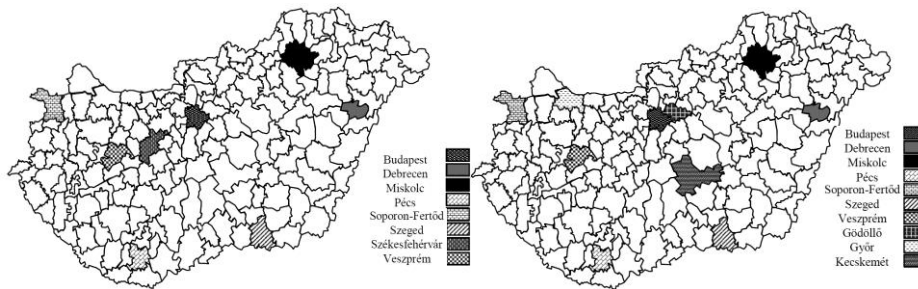 Budapest
Debrecen
Miskolc
Pécs
Soporon-Fertőd
Szeged
Székesfehérvár
Veszprém
Budapest
Debrecen
Miskolc
Pécs
Soporon-Fertőd
Szeged
Veszprém
Gödöllő
Győr
Kecskemét